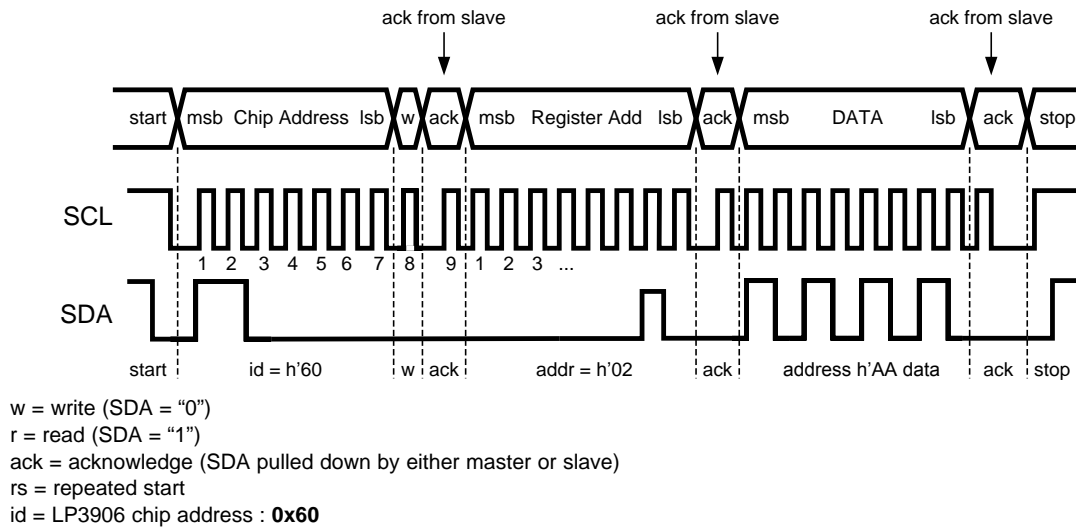 ack from slave ack from slave ack from slave
start msb Chip Address lsb w ack msb Register Add lsb ack msb DATA lsb ack stop
SCL
1 2 3 4 5 6 7 8 9 1 2 3 ...
SDA
start id = h’60 w ack addr = h’02 ack address h’AA data ack stop
w = write (SDA = “0”)
r = read (SDA = “1”)
ack = acknowledge (SDA pulled down by either master or slave)
rs = repeated start
id = LP3906 chip address : 0x60